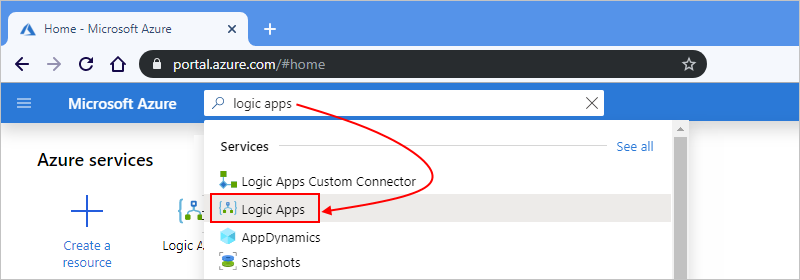 Home - Microsoft Azure
portal.azure.com/#home
Microsoft Azure
logic apps
Services
See all
Azure services
Logic Apps Custom Connector
Logic Apps
AppDynamics
Snapshots
Create a
resource
Logic A